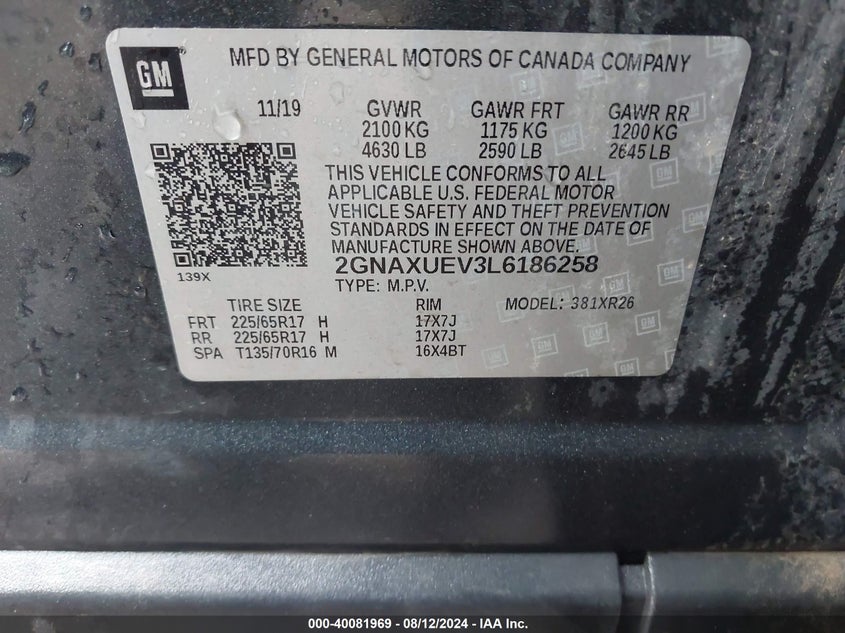 GM
MFD BY GENERAL MOTORS OF CANADA COMPANY
11/19 GVWR GAWR FRT GAWR RR
2100 KG 1175 KG 1200 KG
4630 LB 2590 LB 2645 LB
THIS VEHICLE CONFORMS TO ALL
APPLICABLE U.S. FEDERAL MOTOR
VEHICLE SAFETY AND THEFT PREVENTION
STANDARDS IN EFFECT ON THE DATE OF
MANUFACTURE SHOWN ABOVE.
139X
2GNAXUEV3L6186258
TYPE: M.P.V.
TIRE SIZE RIM MODEL: 381XR26
FRT 225/65R17 H 17X7J
RR 225/65R17 H 17X7J
SPA T135/70R16 M 16X4BT
000-40081969 - 08/12/2024 - IAA Inc.